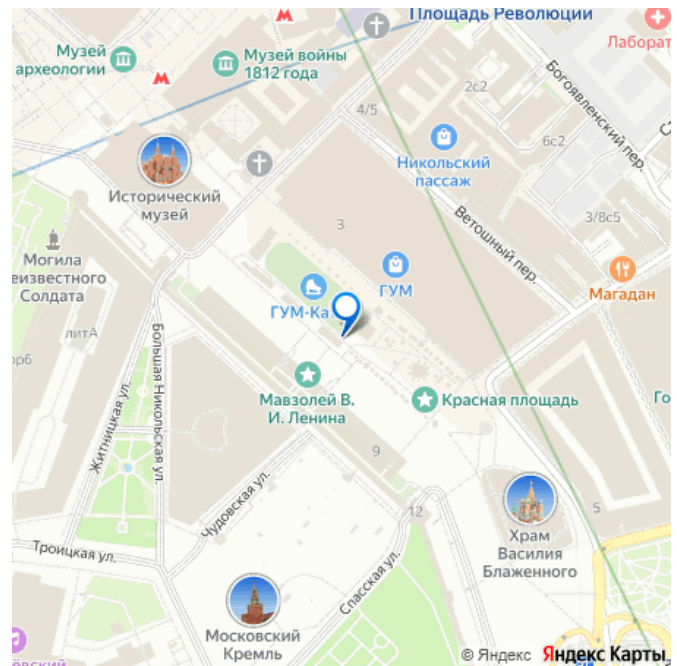 Площадь Революции
Музей
археологии
Музей войны
1812 года
Лаборат
Богоявленский пер.
2с2
4/5
6с2
Никольский
пассаж
Исторический
музей
3
Ветошный пер.
3/8с5
Могила
еизвестного
Солдата
ГУМ
Магадан
ГУМ-Ка
литА
Большая Никольская ул.
Житницкая ул.
Мавзолей В.
И. Ленина
Красная площадь
Го
9
Чудовская ул.
12
5
Храм
Василия
Блаженного
Троицкая ул.
Спасская ул.
Московский
Кремль
© Яндекс Яндекс Карты